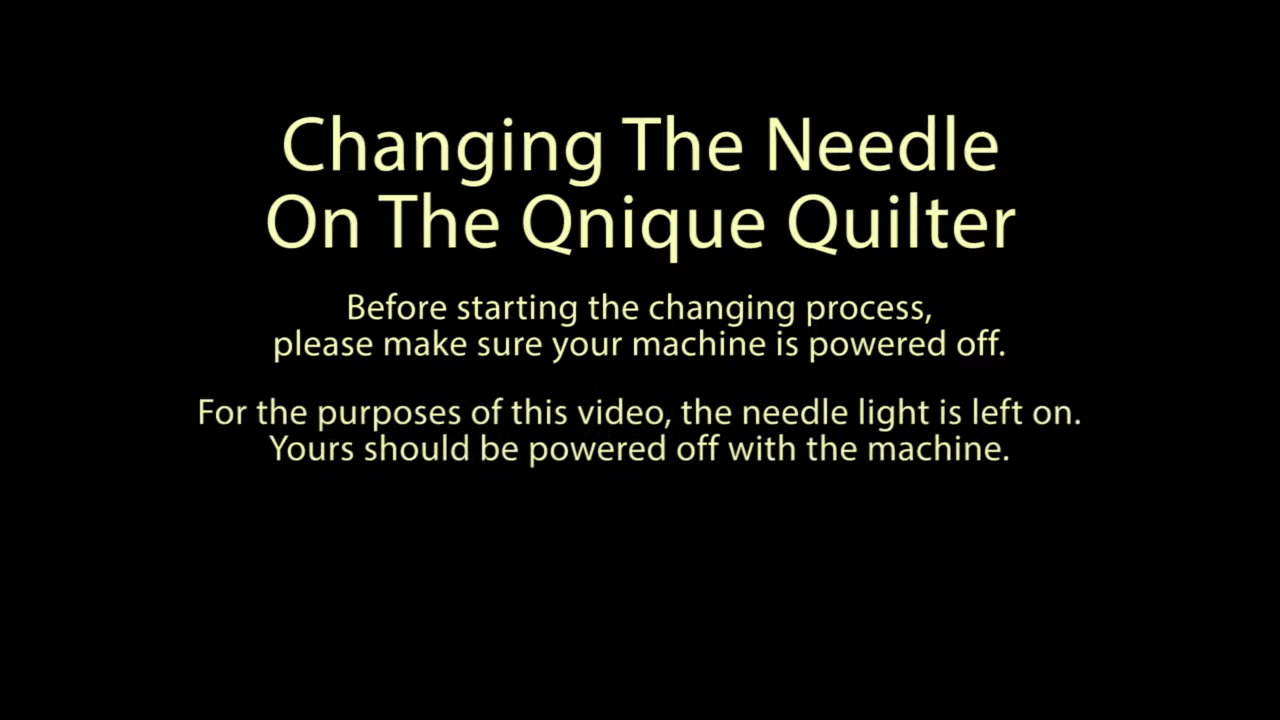 Changing The Needle
On The Qnique Quilter
Before starting the changing process,
please make sure your machine is powered off.
For the purposes of this video, the needle light is left on.
Yours should be powered off with the machine.